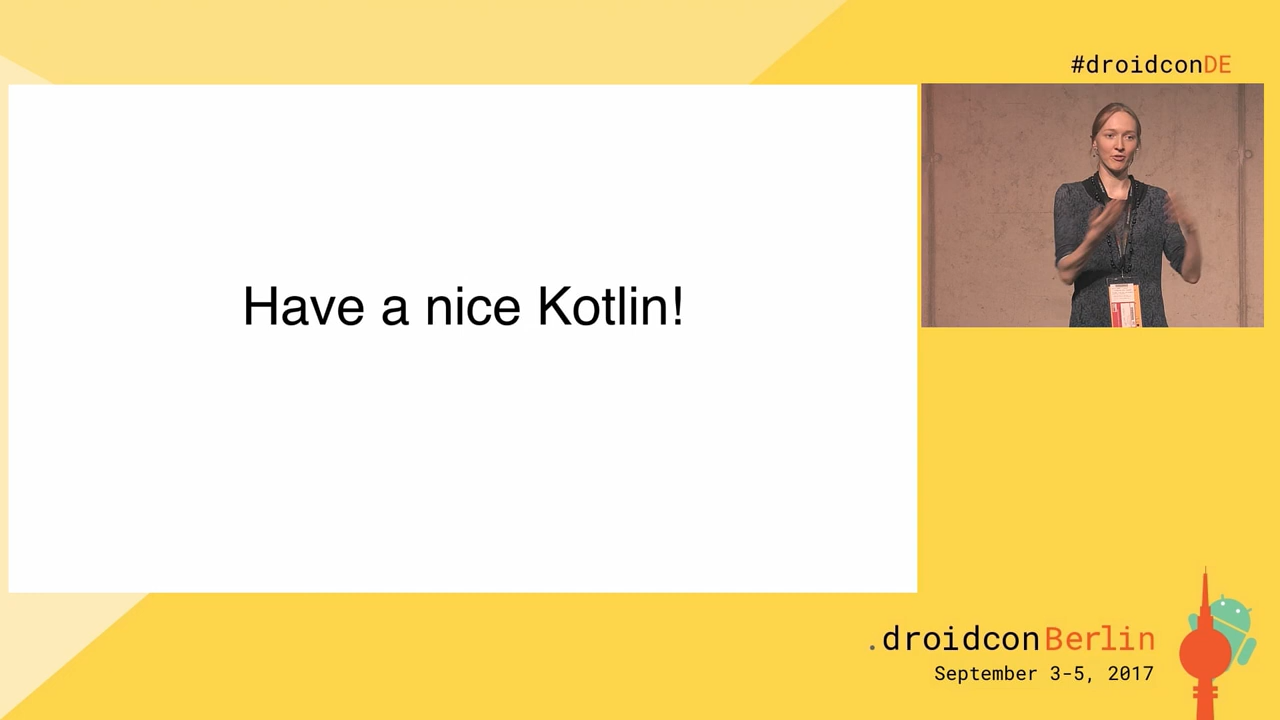 #droidconDE
Have a nice Kotlin!
.droidconBerlin
September 3-5, 2017